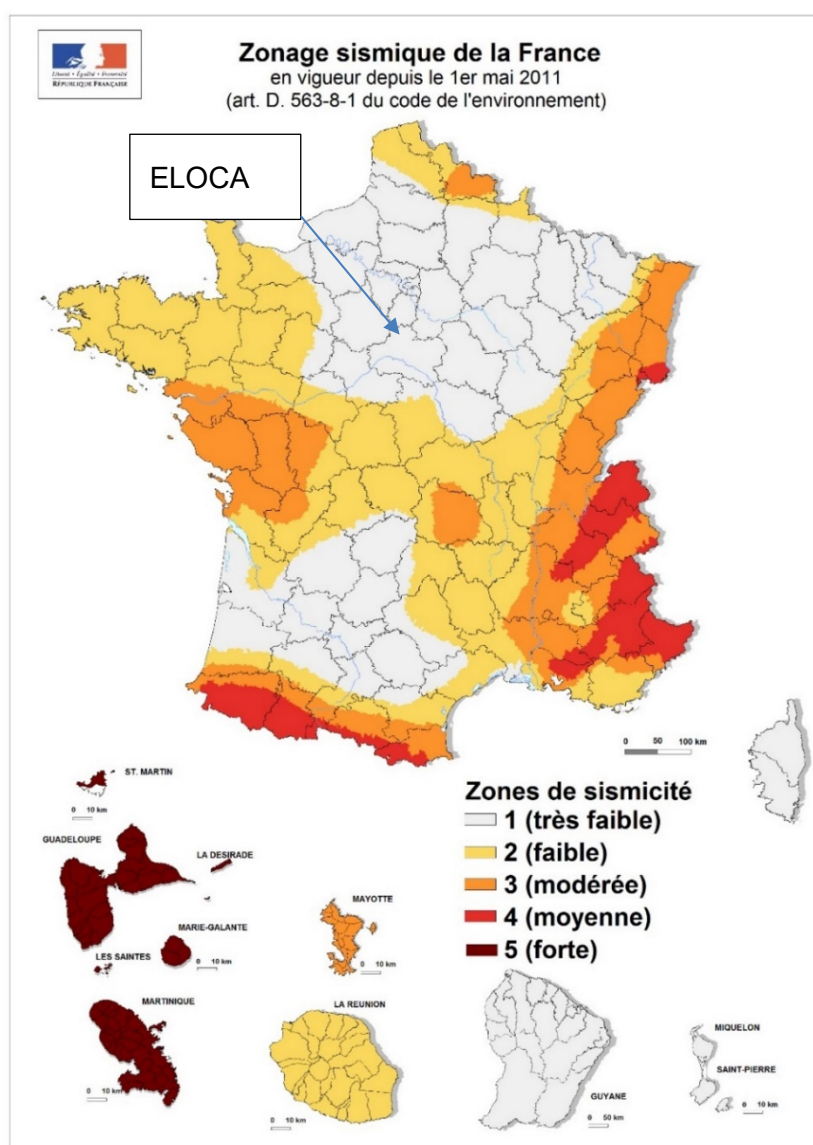 Liberté • Égalité • Fraternité
RÉPUBLIQUE FRANÇAISE
Zonage sismique de la France
en vigueur depuis le 1er mai 2011
(art. D. 563-8-1 du code de l'environnement)
ELOCA
0 50 100 km
ST. MARTIN
0 10 km
GUADELOUPE
LA DESIRADE
MARIE-GALANTE
LES SAINTES
0 10 km
MARTINIQUE
0 10 km
MAYOTTE
0 10 km
LA REUNION
0 10 km
Zones de sismicité
1 (très faible)
2 (faible)
3 (modérée)
4 (moyenne)
5 (forte)
GUYANE
0 50 km
MIQUELON
SAINT-PIERRE
0 10 km